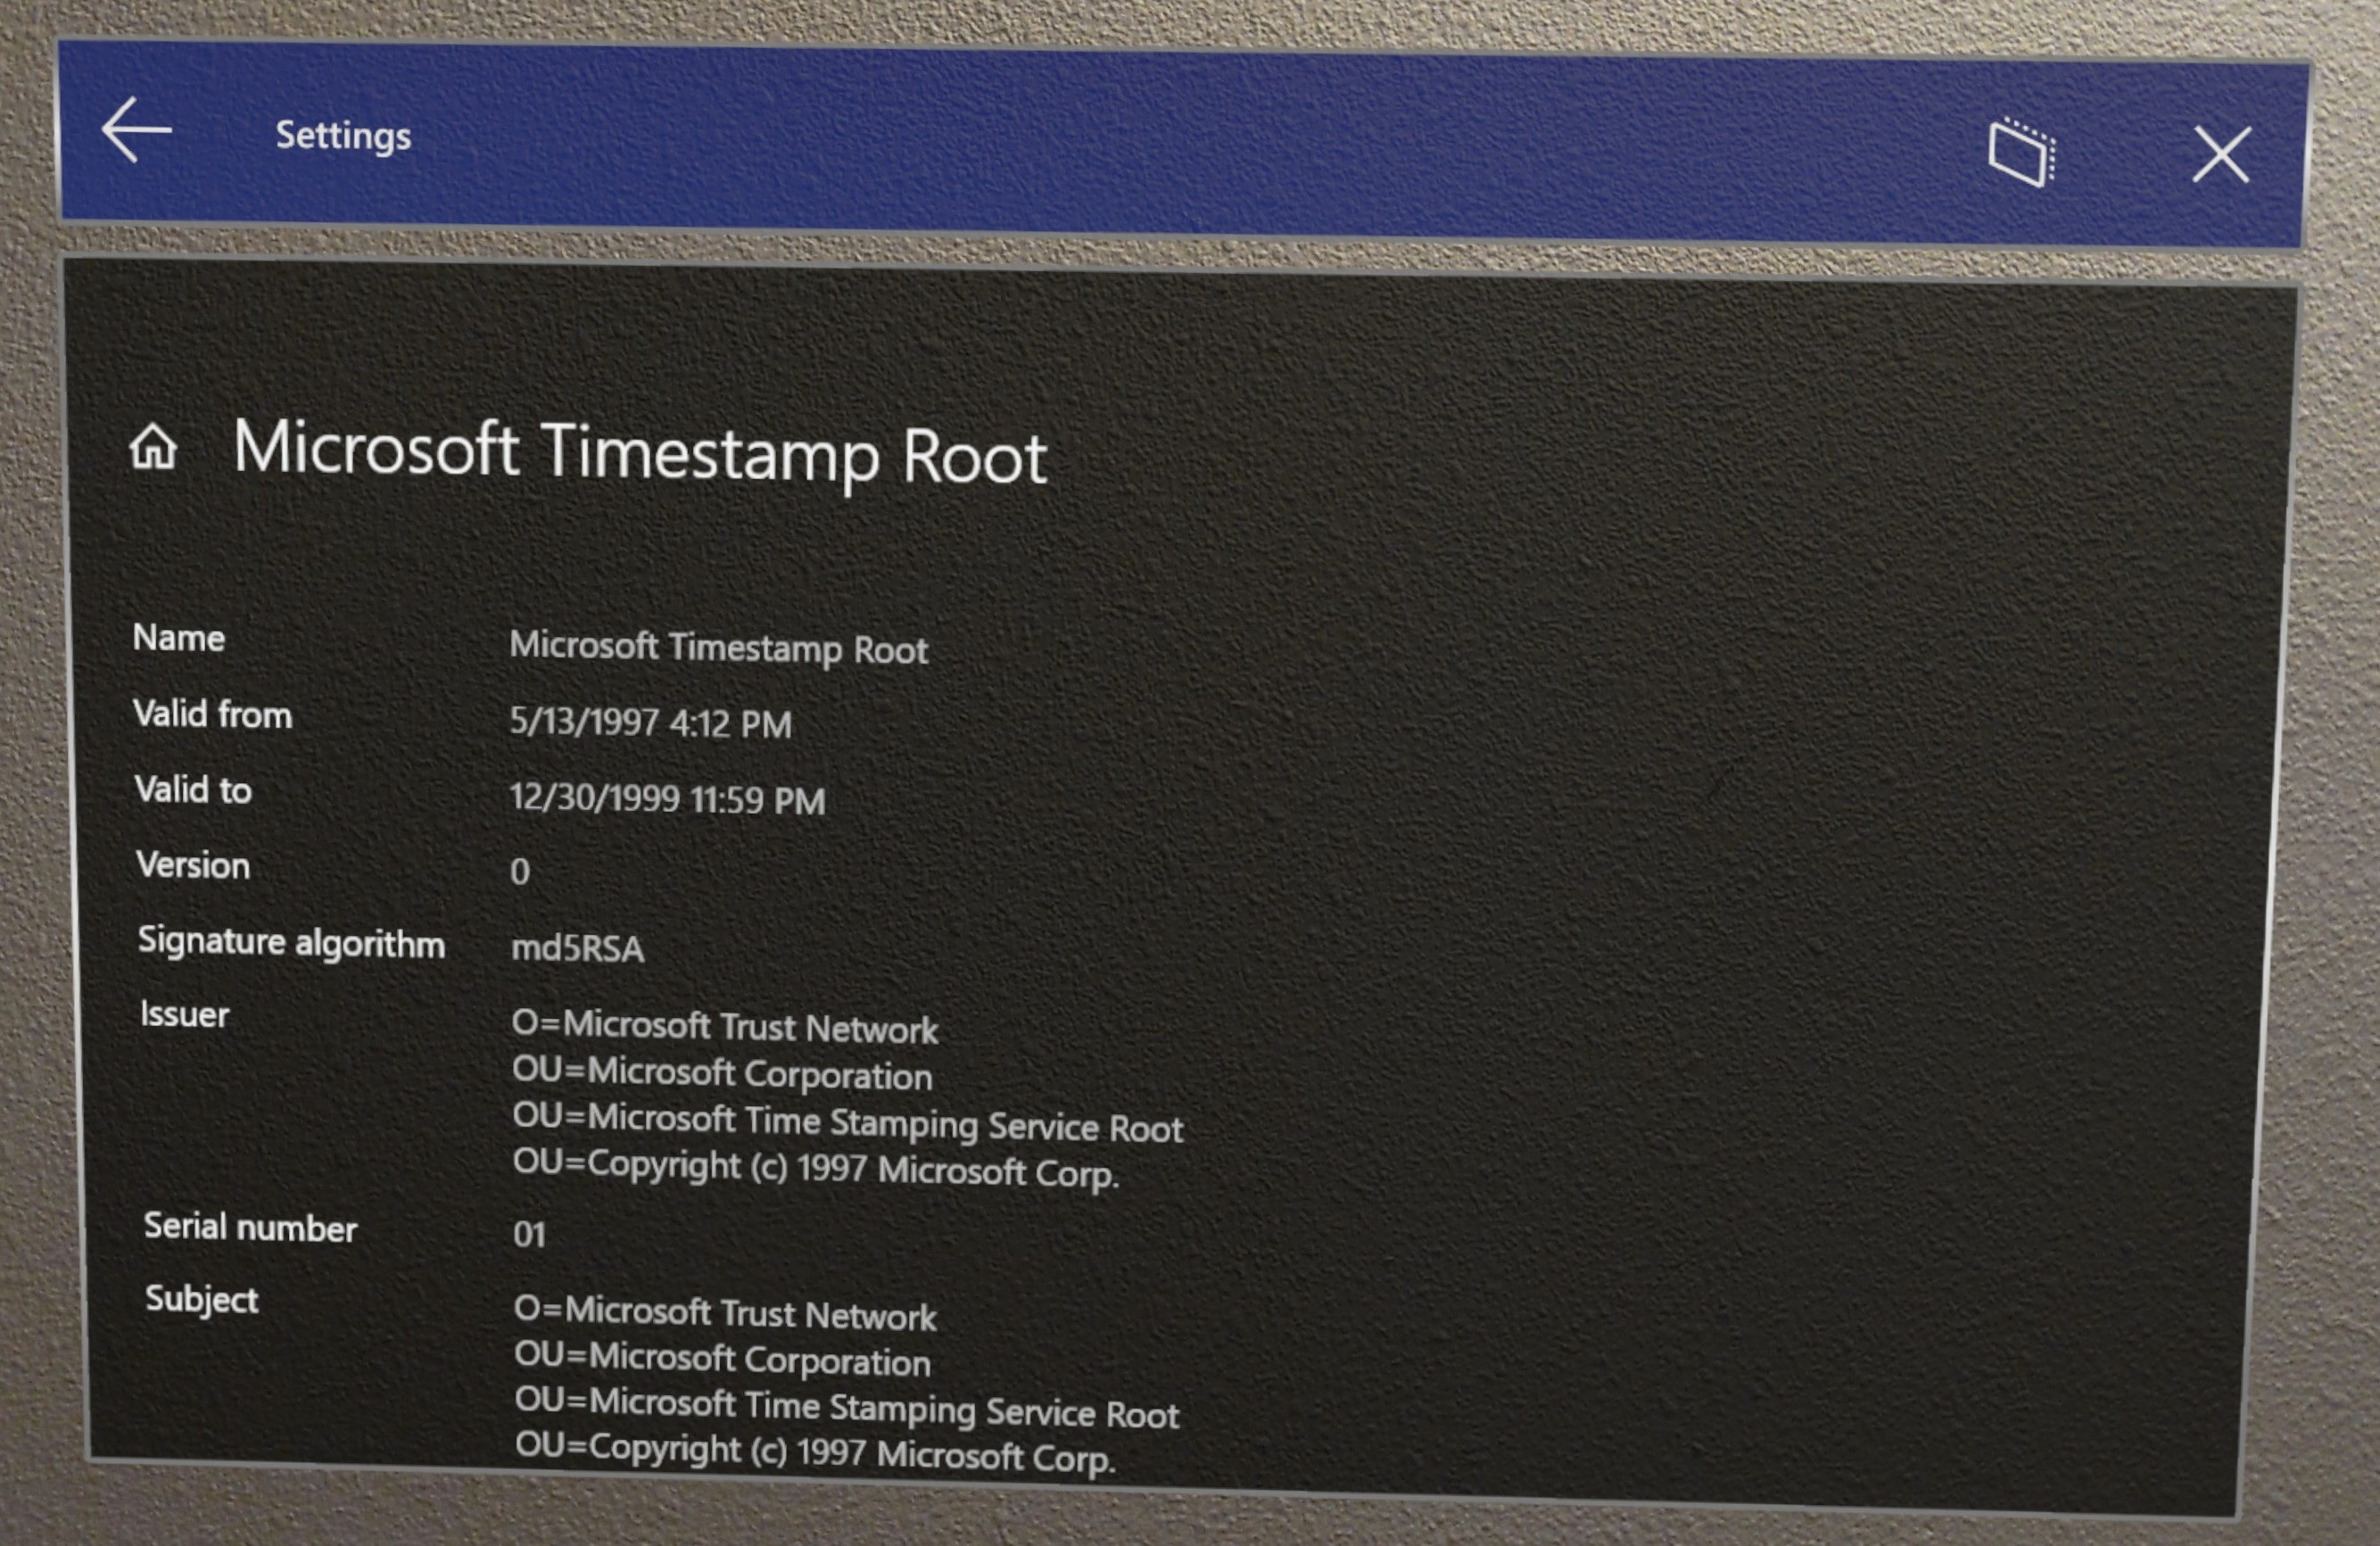 Settings
Microsoft Timestamp Root
Name Microsoft Timestamp Root
Valid from 5/13/1997 4:12 PM
Valid to 12/30/1999 11:59 PM
Version 0
Signature algorithm md5RSA
Issuer O=Microsoft Trust Network
OU=Microsoft Corporation
OU=Microsoft Time Stamping Service Root
OU=Copyright (c) 1997 Microsoft Corp.
Serial number 01
Subject O=Microsoft Trust Network
OU=Microsoft Corporation
OU=Microsoft Time Stamping Service Root
OU=Copyright (c) 1997 Microsoft Corp.